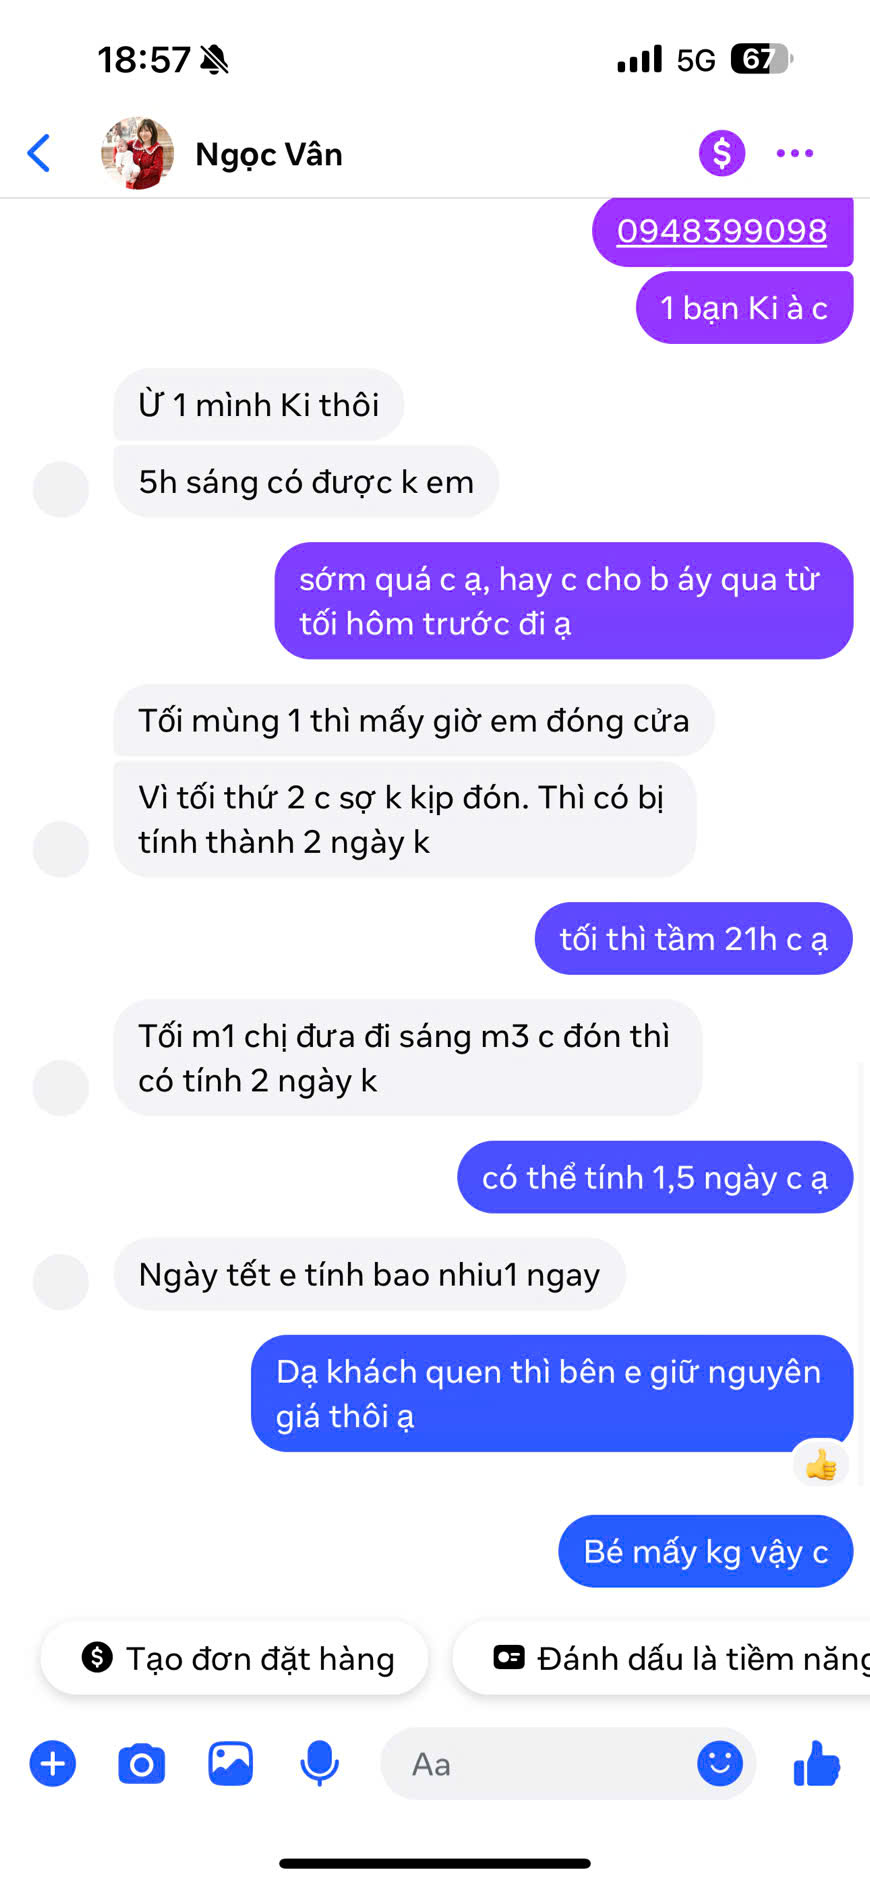 18:57
5G 67
Ngọc Vân
0948399098
1 bạn Ki à c
Ừ 1 mình Ki thôi
5h sáng có được k em
sớm quá c ạ, hay c cho b áy qua từ
tối hôm trước đi ạ
Tối mùng 1 thì mấy giờ em đóng cửa
Vì tối thứ 2 c sợ k kịp đón. Thì có bị
tính thành 2 ngày k
tối thì tầm 21h c ạ
Tối m1 chị đưa đi sáng m3 c đón thì
có tính 2 ngày k
có thể tính 1,5 ngày c ạ
Ngày tết e tính bao nhiu1 ngay
Dạ khách quen thì bên e giữ nguyên
giá thôi ạ
Bé mấy kg vậy c
Tạo đơn đặt hàng
Đánh dấu là tiềm năng
Aa